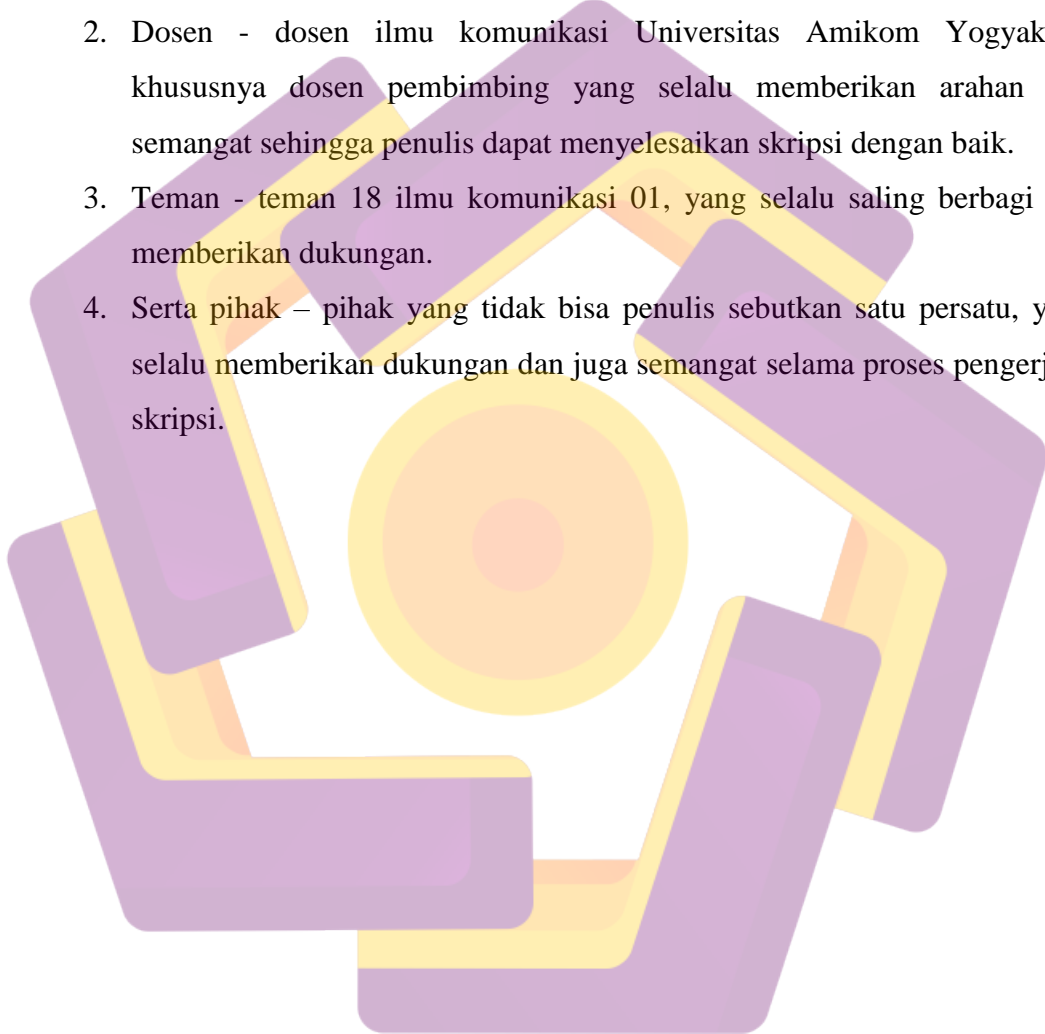 2. Dosen - dosen ilmu komunikasi Universitas Amikom Yogyak
khususnya dosen pembimbing yang selalu memberikan arahan
semangat sehingga penulis dapat menyelesaikan skripsi dengan baik.
3. Teman - teman 18 ilmu komunikasi 01, yang selalu saling berbagi
memberikan dukungan.
4. Serta pihak – pihak yang tidak bisa penulis sebutkan satu persatu, y
selalu memberikan dukungan dan juga semangat selama proses pengerj
skripsi.